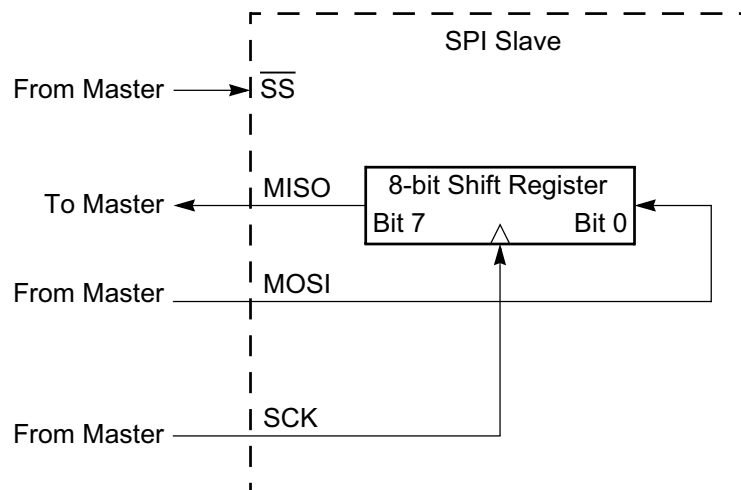 SPI Slave
From Master
S̅S̅
To Master
MISO
8-bit Shift Register
Bit 7
Bit 0
From Master
MOSI
From Master
SCK